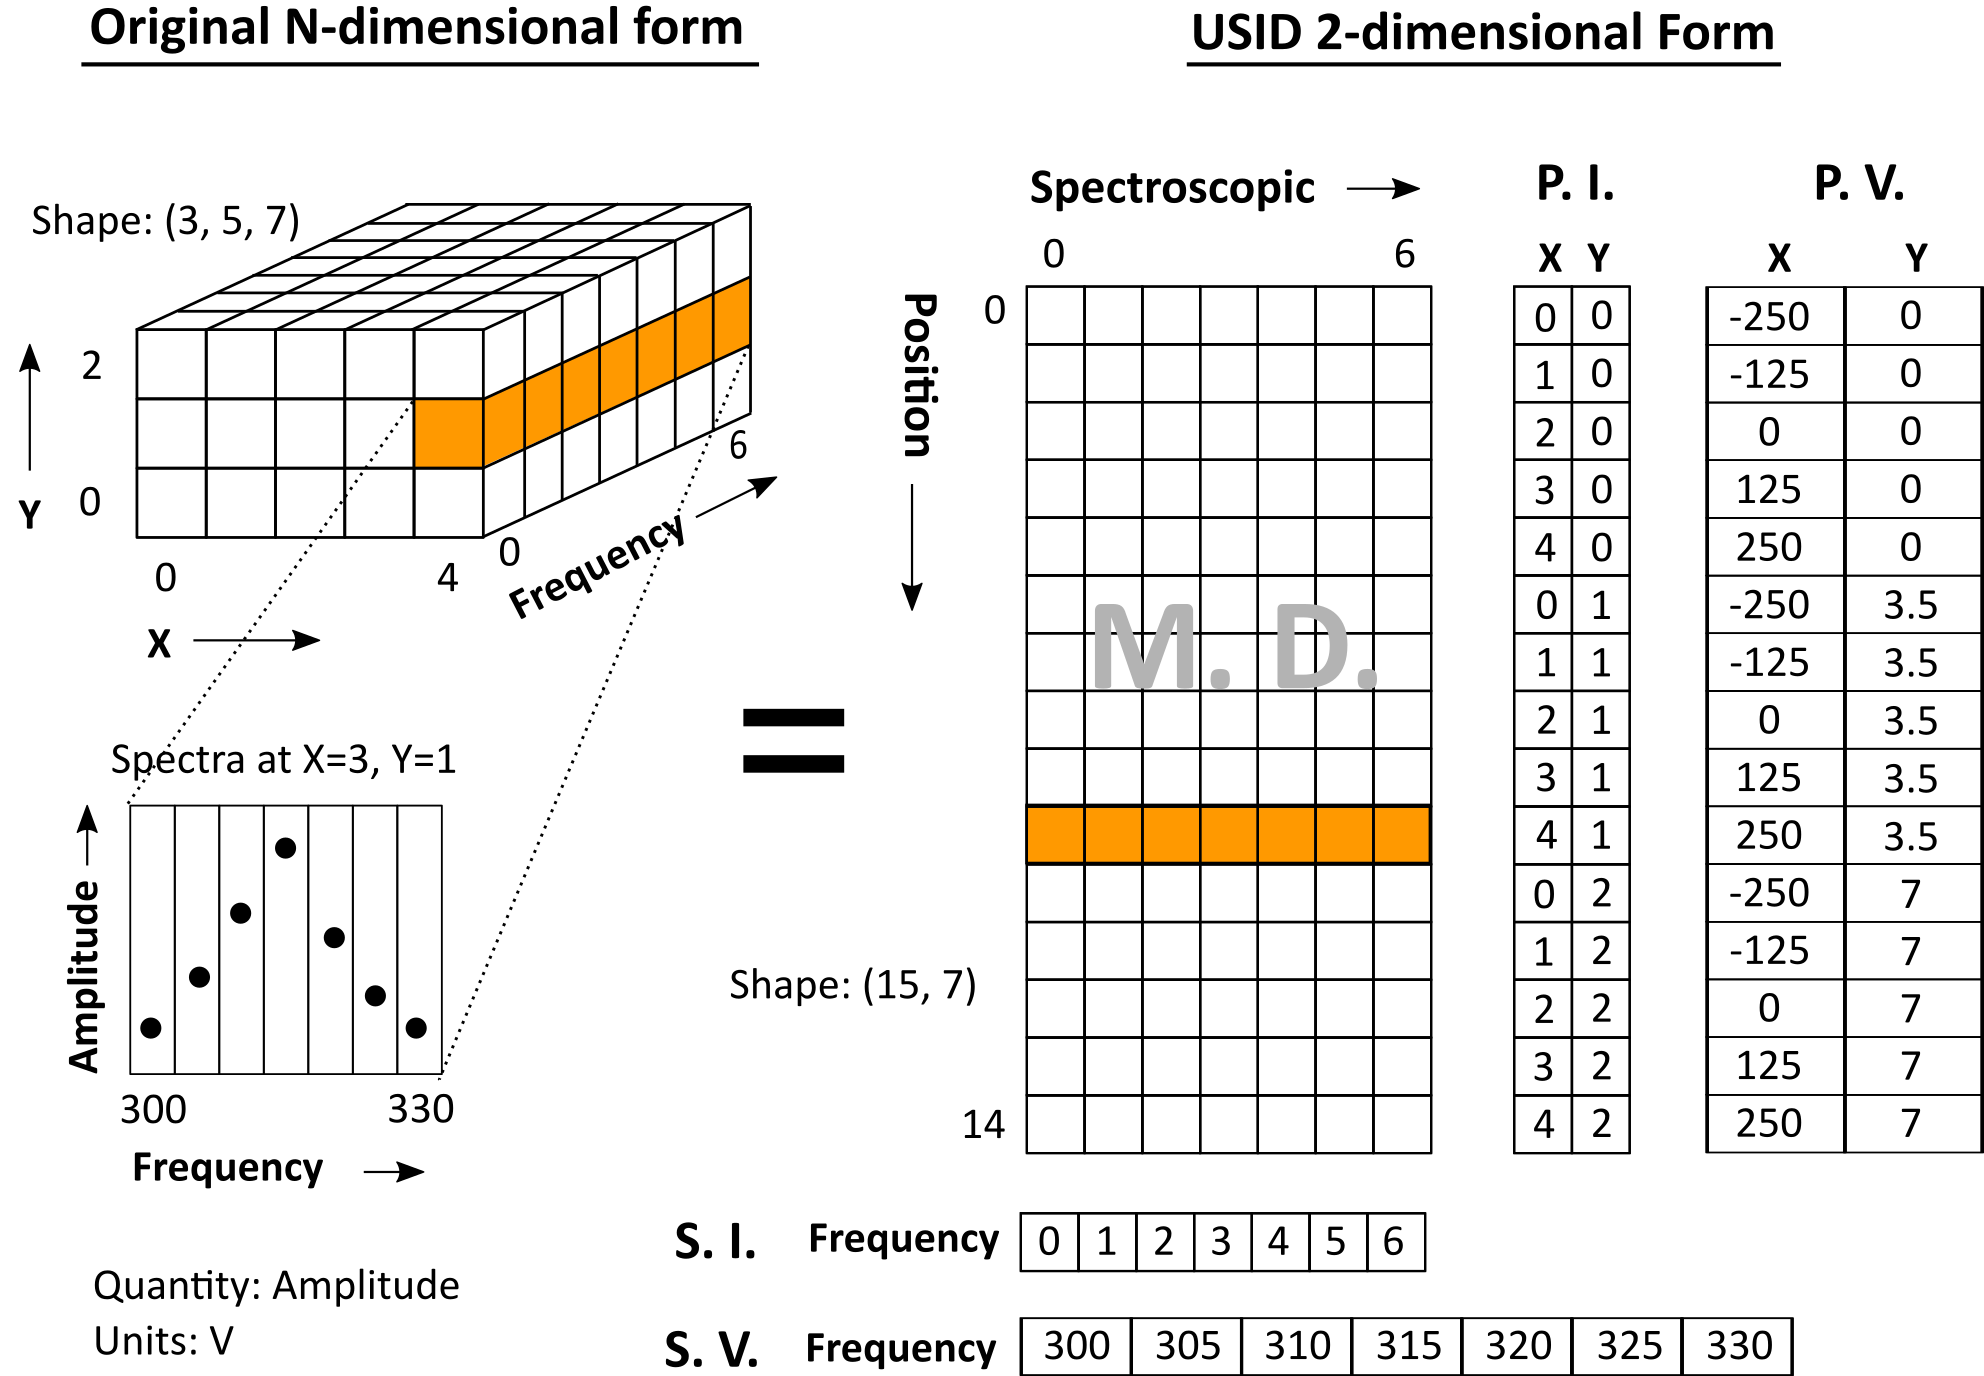 Original N-dimensional form
Shape: (3, 5, 7)
2
0
Y
0
4
X
0
6
Frequency
Spectra at X=3, Y=1
Amplitude
300
330
Frequency
Quantity: Amplitude
Units: V
=
USID 2-dimensional Form
Spectroscopic
0
6
Position
0
14
M. D.
Shape: (15, 7)
P. I.
X Y
0 0
1 0
2 0
3 0
4 0
0 1
1 1
2 1
3 1
4 1
0 2
1 2
2 2
3 2
4 2
P. V.
X Y
-250 0
-125 0
0 0
125 0
250 0
-250 3.5
-125 3.5
0 3.5
125 3.5
250 3.5
-250 7
-125 7
0 7
125 7
250 7
S. I. Frequency 0 1 2 3 4 5 6
S. V. Frequency 300 305 310 315 320 325 330